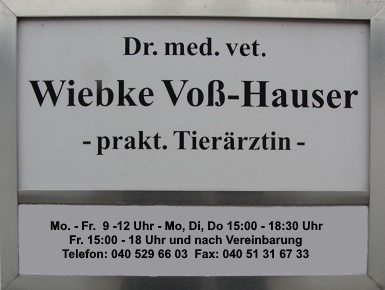 Dr. med. vet.
Wiebke Voß-Hauser
- prakt. Tierärztin -
Mo. - Fr. 9 -12 Uhr - Mo, Di, Do 15:00 - 18:30 Uhr
Fr. 15:00 - 18 Uhr und nach Vereinbarung
Telefon: 040 529 66 03 Fax: 040 51 31 67 33